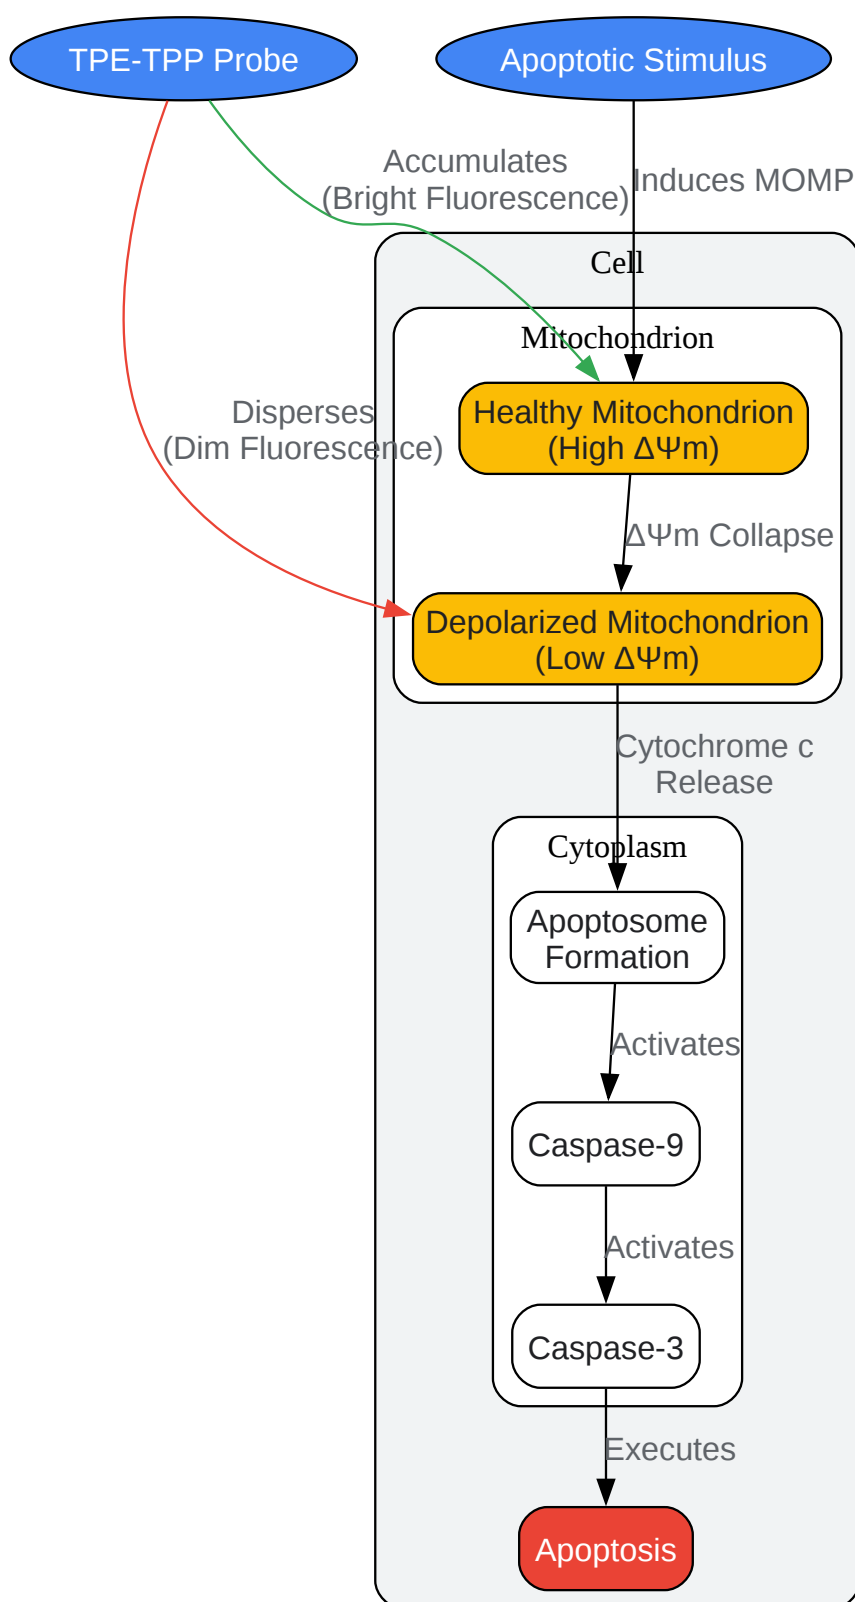 TPE-TPP Probe
Apoptotic Stimulus
Accumulates
(Bright Fluorescence)
Induces MOMP
Cell
Mitochondrion
Healthy Mitochondrion
(High ΔΨm)
Disperses
(Dim Fluorescence)
ΔΨm Collapse
Depolarized Mitochondrion
(Low ΔΨm)
Cytochrome c
Release
Cytoplasm
Apoptosome
Formation
Activates
Caspase-9
Activates
Caspase-3
Executes
Apoptosis